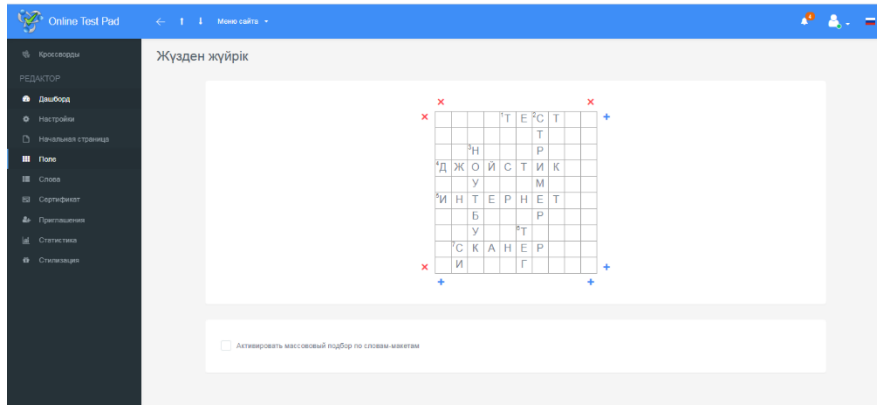 Online Test Pad
Меню сайта
Кроссворды
РЕДАКТОР
Дашборд
Настройки
Начальная страница
Поле
Слова
Сертификат
Приглашения
Статистика
Стилизация
Жүзден жүйрік
1Т Е 2С Т
Т
3Н Р
4Д Ж О Й С Т И К
У М
5И Н Т Е Р Н Е Т
Б Р
У 6Т
7С К А Н Е Р
И Г
Активировать массововый подбор по словам-макетам